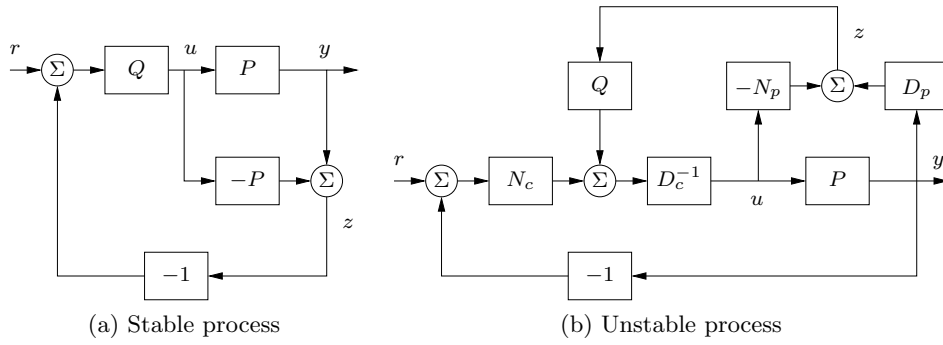 r
Σ
Q
u
P
y
−P
Σ
z
−1
(a) Stable process
z
Q
−N_p
Σ
D_p
r
Σ
N_c
Σ
D_c^{−1}
u
P
y
−1
(b) Unstable process